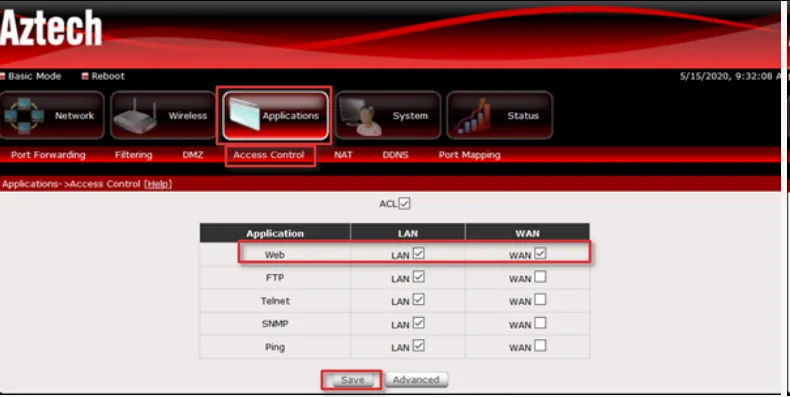 Aztech
Basic Mode Reboot 5/15/2020, 9:32:08 A
Network Wireless Applications System Status
Port Forwarding Filtering DMZ Access Control NAT DDNS Port Mapping
Applications->Access Control [Help]
ACL
Application LAN WAN
Web LAN WAN
FTP LAN WAN
Telnet LAN WAN
SNMP LAN WAN
Ping LAN WAN
Save Advanced